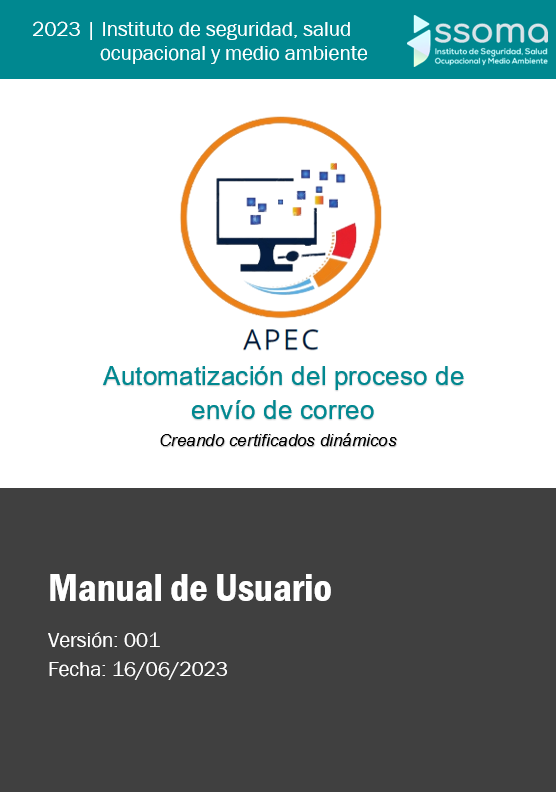 2023 | Instituto de seguridad, salud
ocupacional y medio ambiente
ISSOMA
Instituto de Seguridad, Salud
Ocupacional y Medio Ambiente
APEC
Automatización del proceso de
envío de correo
Creando certificados dinámicos
Manual de Usuario
Versión: 001
Fecha: 16/06/2023